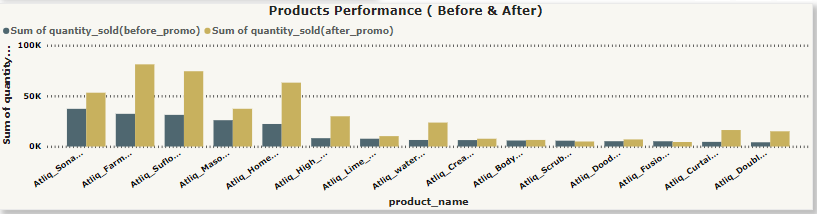 Products Performance ( Before & After)
Sum of quantity_sold(before_promo) Sum of quantity_sold(after_promo)
Sum of quantity...
100K
50K
0K
Atliq_Sona...
Atliq_Farm...
Atliq_Suflo...
Atliq_Maso...
Atliq_Home...
Atliq_High_...
Atliq_Lime_...
Atliq_water...
Atliq_Crea...
Atliq_Body...
Atliq_Scrub...
Atliq_Dood...
Atliq_Fusio...
Atliq_Curtai...
Atliq_Doubl...
product_name